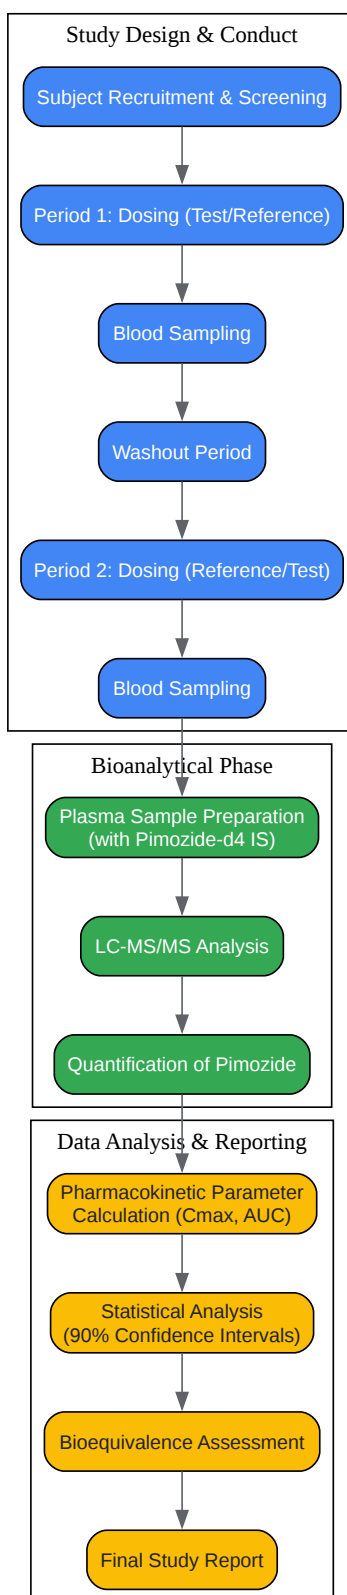 Study Design & Conduct
Subject Recruitment & Screening
Period 1: Dosing (Test/Reference)
Blood Sampling
Washout Period
Period 2: Dosing (Reference/Test)
Blood Sampling
Bioanalytical Phase
Plasma Sample Preparation
(with Pimozide-d4 IS)
LC-MS/MS Analysis
Quantification of Pimozide
Data Analysis & Reporting
Pharmacokinetic Parameter
Calculation (Cmax, AUC)
Statistical Analysis
(90% Confidence Intervals)
Bioequivalence Assessment
Final Study Report